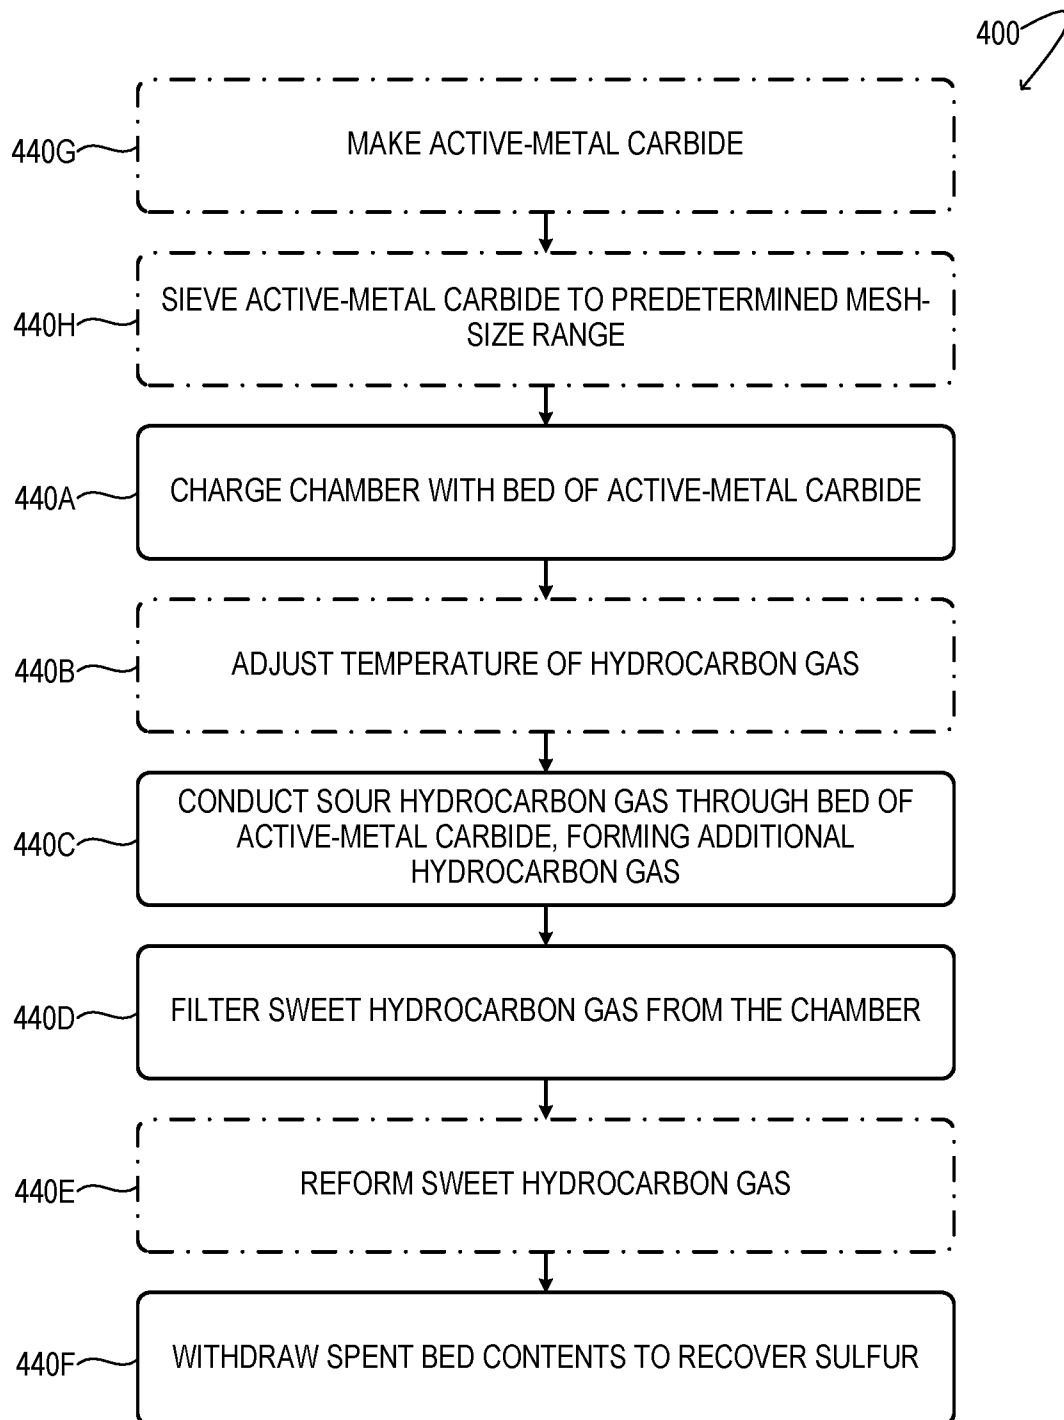 400
440G
MAKE ACTIVE-METAL CARBIDE
440H
SIEVE ACTIVE-METAL CARBIDE TO PREDETERMINED MESH-
SIZE RANGE
440A
CHARGE CHAMBER WITH BED OF ACTIVE-METAL CARBIDE
440B
ADJUST TEMPERATURE OF HYDROCARBON GAS
440C
CONDUCT SOUR HYDROCARBON GAS THROUGH BED OF
ACTIVE-METAL CARBIDE, FORMING ADDITIONAL
HYDROCARBON GAS
440D
FILTER SWEET HYDROCARBON GAS FROM THE CHAMBER
440E
REFORM SWEET HYDROCARBON GAS
440F
WITHDRAW SPENT BED CONTENTS TO RECOVER SULFUR